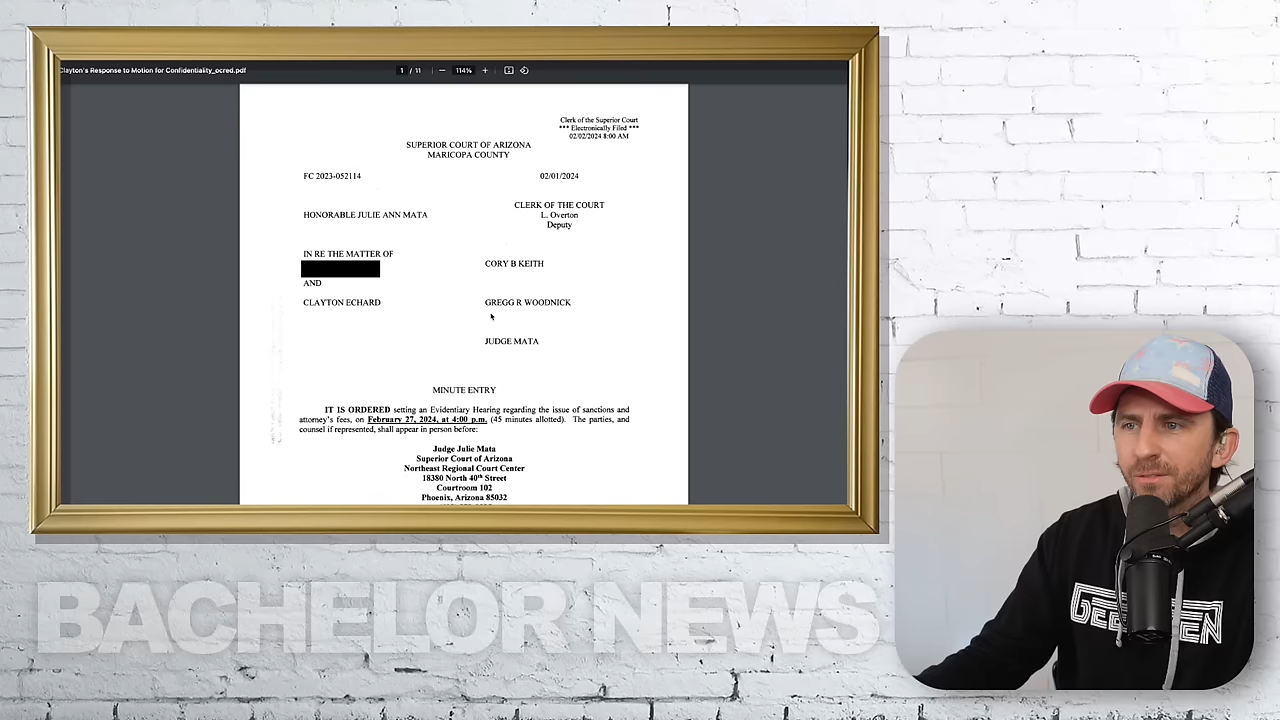 Clayton's Response to Motion for Confidentiality_ocred.pdf
1 / 11
114%
Clerk of the Superior Court
*** Electronically Filed ***
02/02/2024 8:00 AM
SUPERIOR COURT OF ARIZONA
MARICOPA COUNTY
FC 2023-052114
02/01/2024
CLERK OF THE COURT
HONORABLE JULIE ANN MATA
L. Overton
Deputy
IN RE THE MATTER OF
CORY B KEITH
AND
CLAYTON ECHARD
GREGG R WOODNICK
JUDGE MATA
MINUTE ENTRY
IT IS ORDERED setting an Evidentiary Hearing regarding the issue of sanctions and
attorney's fees, on February 27, 2024, at 4:00 p.m. (45 minutes allotted). The parties, and
counsel if represented, shall appear in person before:
Judge Julie Mata
Superior Court of Arizona
Northeast Regional Court Center
18380 North 40th Street
Courtroom 102
Phoenix, Arizona 85032
BACHELOR NEWS